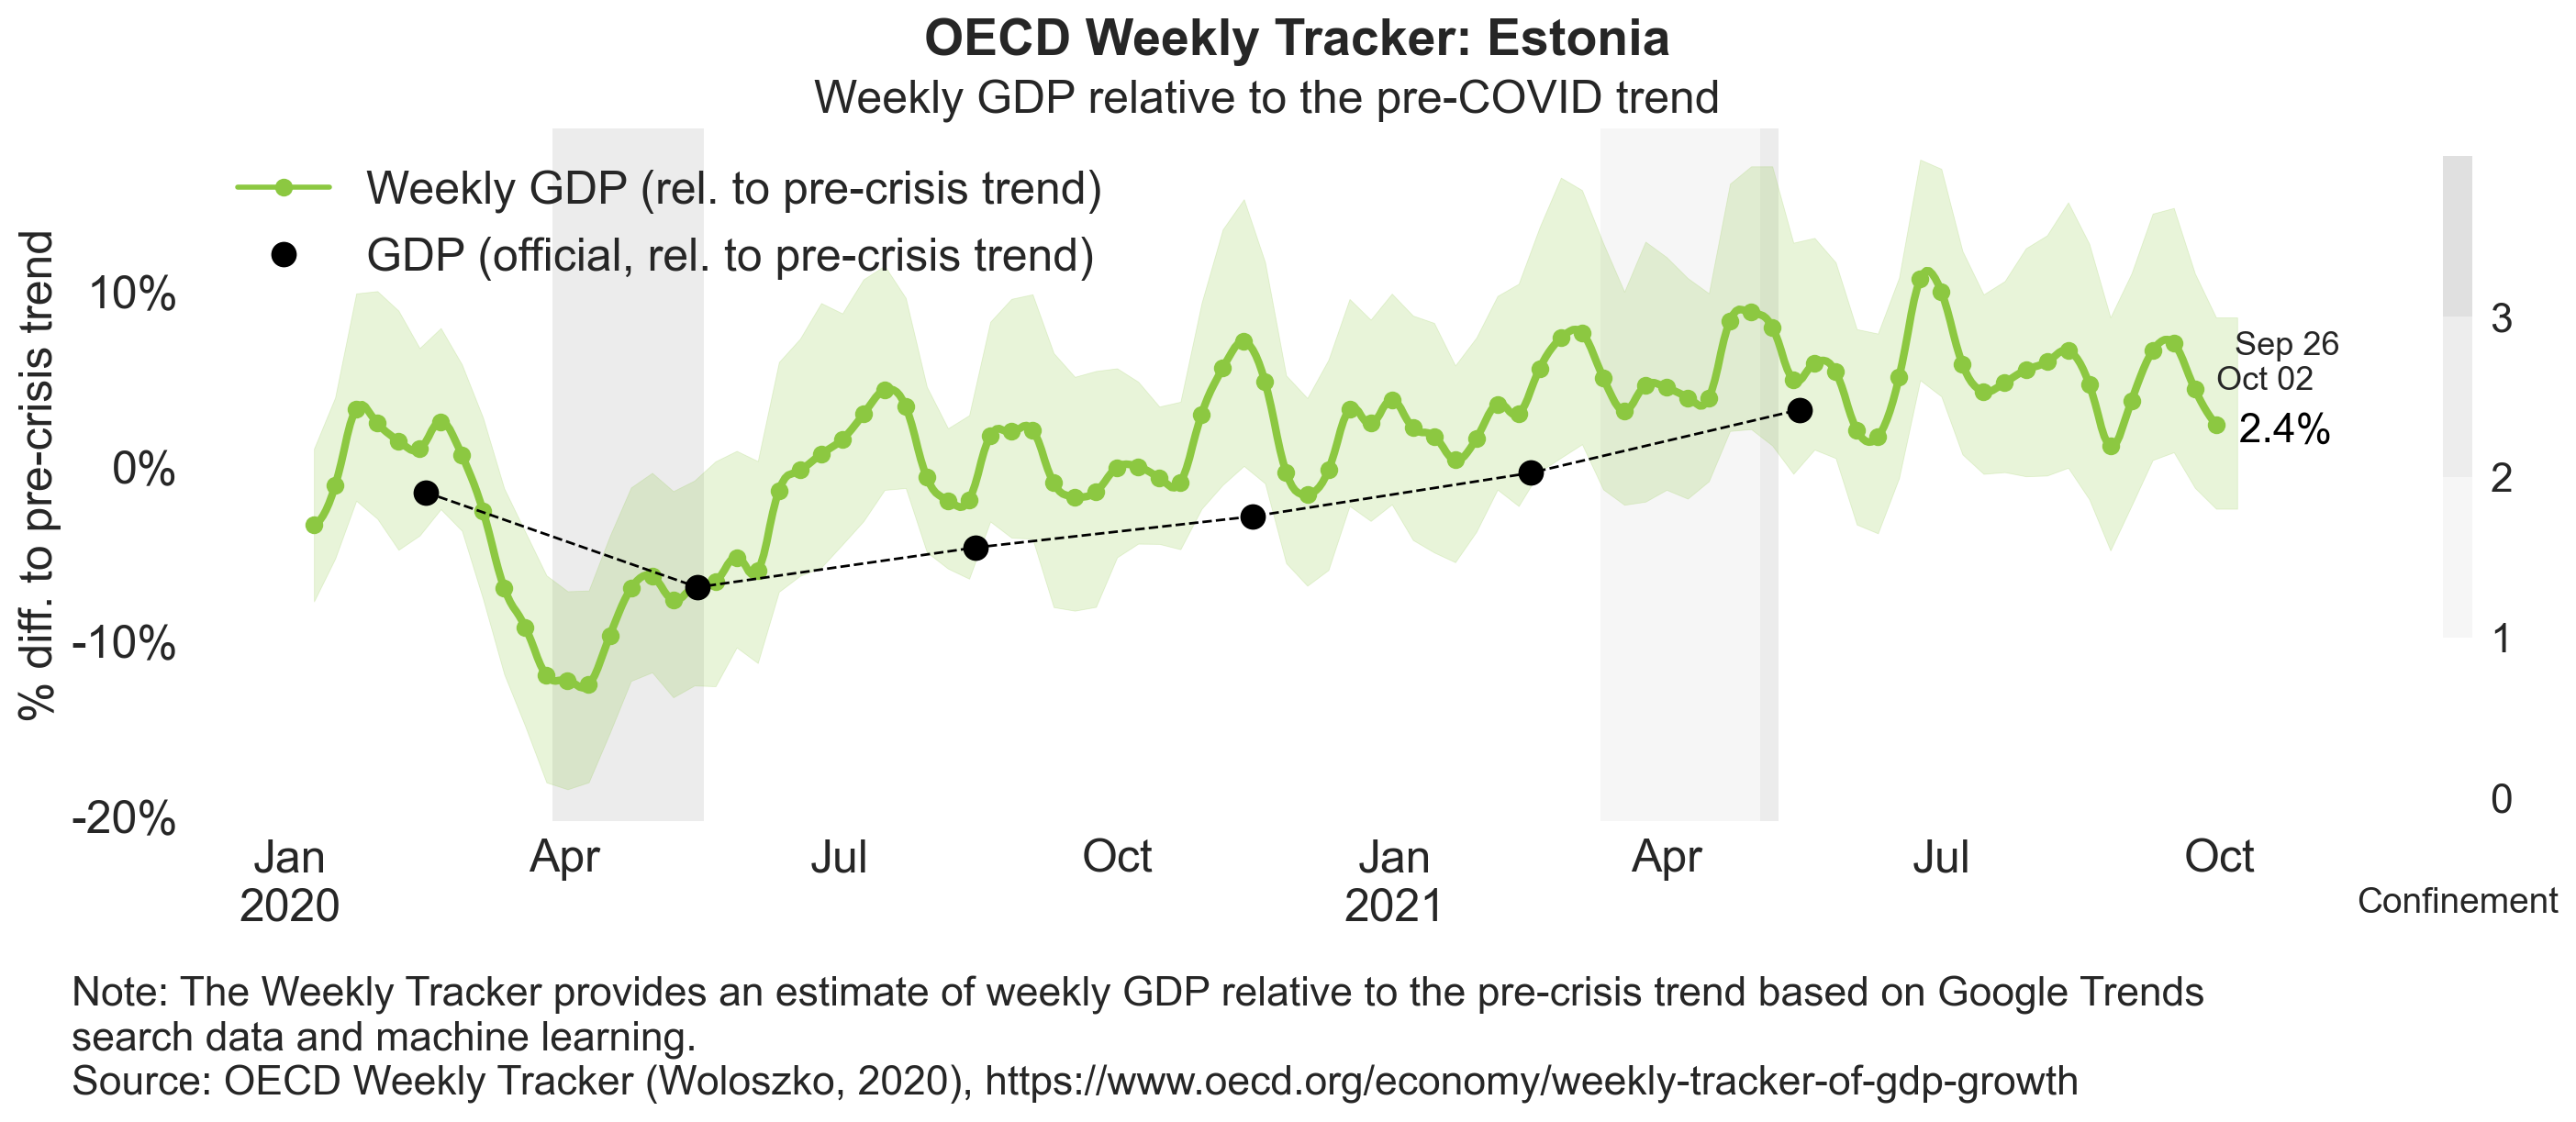 OECD Weekly Tracker: Estonia
Weekly GDP relative to the pre-COVID trend
Weekly GDP (rel. to pre-crisis trend)
GDP (official, rel. to pre-crisis trend)
% diff. to pre-crisis trend
10%
0%
-10%
-20%
Sep 26
Oct 02
2.4%
3
2
1
0
Jan
2020
Apr
Jul
Oct
Jan
2021
Apr
Jul
Oct
Confinement
Note: The Weekly Tracker provides an estimate of weekly GDP relative to the pre-crisis trend based on Google Trends
search data and machine learning.
Source: OECD Weekly Tracker (Woloszko, 2020), https://www.oecd.org/economy/weekly-tracker-of-gdp-growth